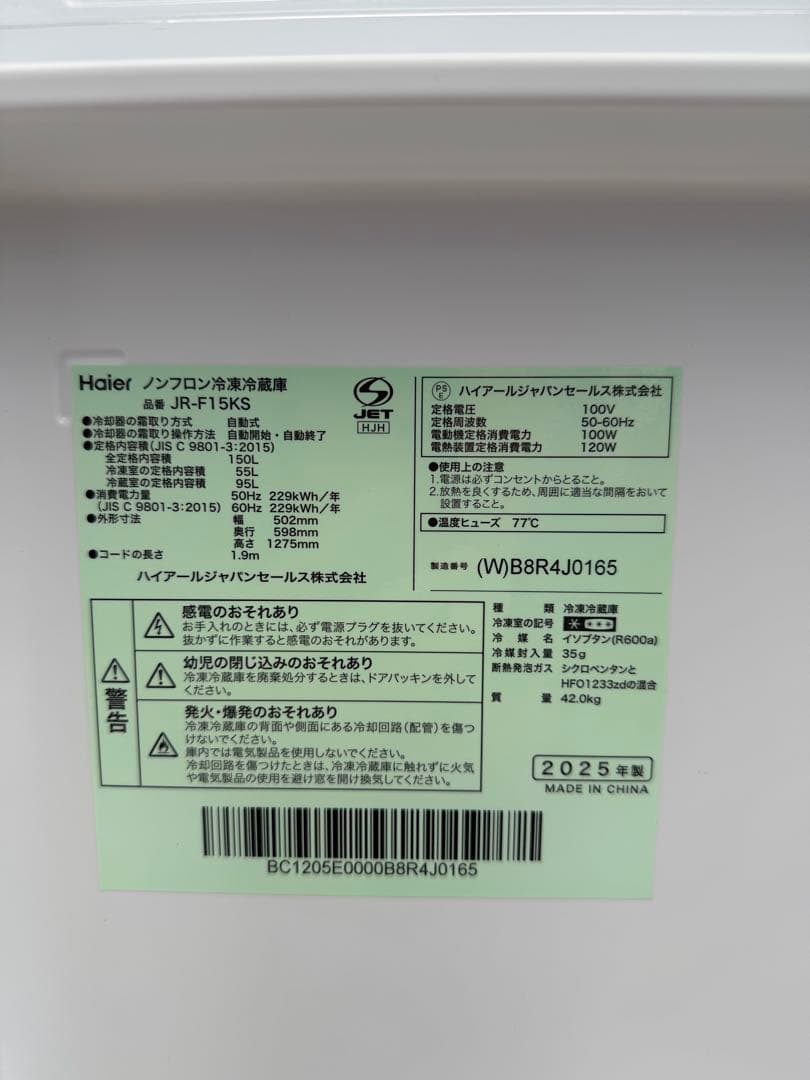 Haier ノンフロン冷凍冷蔵庫
品番 JR-F15KS
JET
HJH
●冷却器の霜取り方式 自動式
●冷却器の霜取り操作方法 自動開始・自動終了
●定格内容積(JIS C 9801-3:2015)
全定格内容積 150L
冷凍室の定格内容積 55L
冷蔵室の定格内容積 95L
●消費電力量 50Hz 229kWh/年
(JIS C 9801-3:2015) 60Hz 229kWh/年
●外形寸法 幅 502mm
奥行 598mm
高さ 1275mm
●コードの長さ 1.9m
ハイアールジャパンセールス株式会社
PSE ハイアールジャパンセールス株式会社
定格電圧 100V
定格周波数 50-60Hz
電動機定格消費電力 100W
電熱装置定格消費電力 120W
●使用上の注意
1.電源は必ずコンセントからとること。
2.放熱を良くするため、周囲に適当な間隔をおいて
設置すること。
●温度ヒューズ 77℃
製造番号 (W)B8R4J0165
警告
感電のおそれあり
お手入れのときには、必ず電源プラグを抜いてください。
抜かずに作業すると感電のおそれがあります。
幼児の閉じ込みのおそれあり
冷凍冷蔵庫を廃棄処分するときは、ドアパッキンを外して
ください。
発火・爆発のおそれあり
冷凍冷蔵庫の背面や側面にある冷却回路(配管)を傷つ
けないでください。
庫内では電気製品を使用しないでください。
冷却回路を傷つけたときは、冷凍冷蔵庫に触れずに火気
や電気製品の使用を避け窓を開け換気してください。
種類 冷凍冷蔵庫
冷凍室の記号
冷媒名 イソブタン(R600a)
冷媒封入量 35g
断熱発泡ガス シクロペンタンと
HFO1233zdの混合
質量 42.0kg
2025年製
MADE IN CHINA
BC1205E0000B8R4J0165